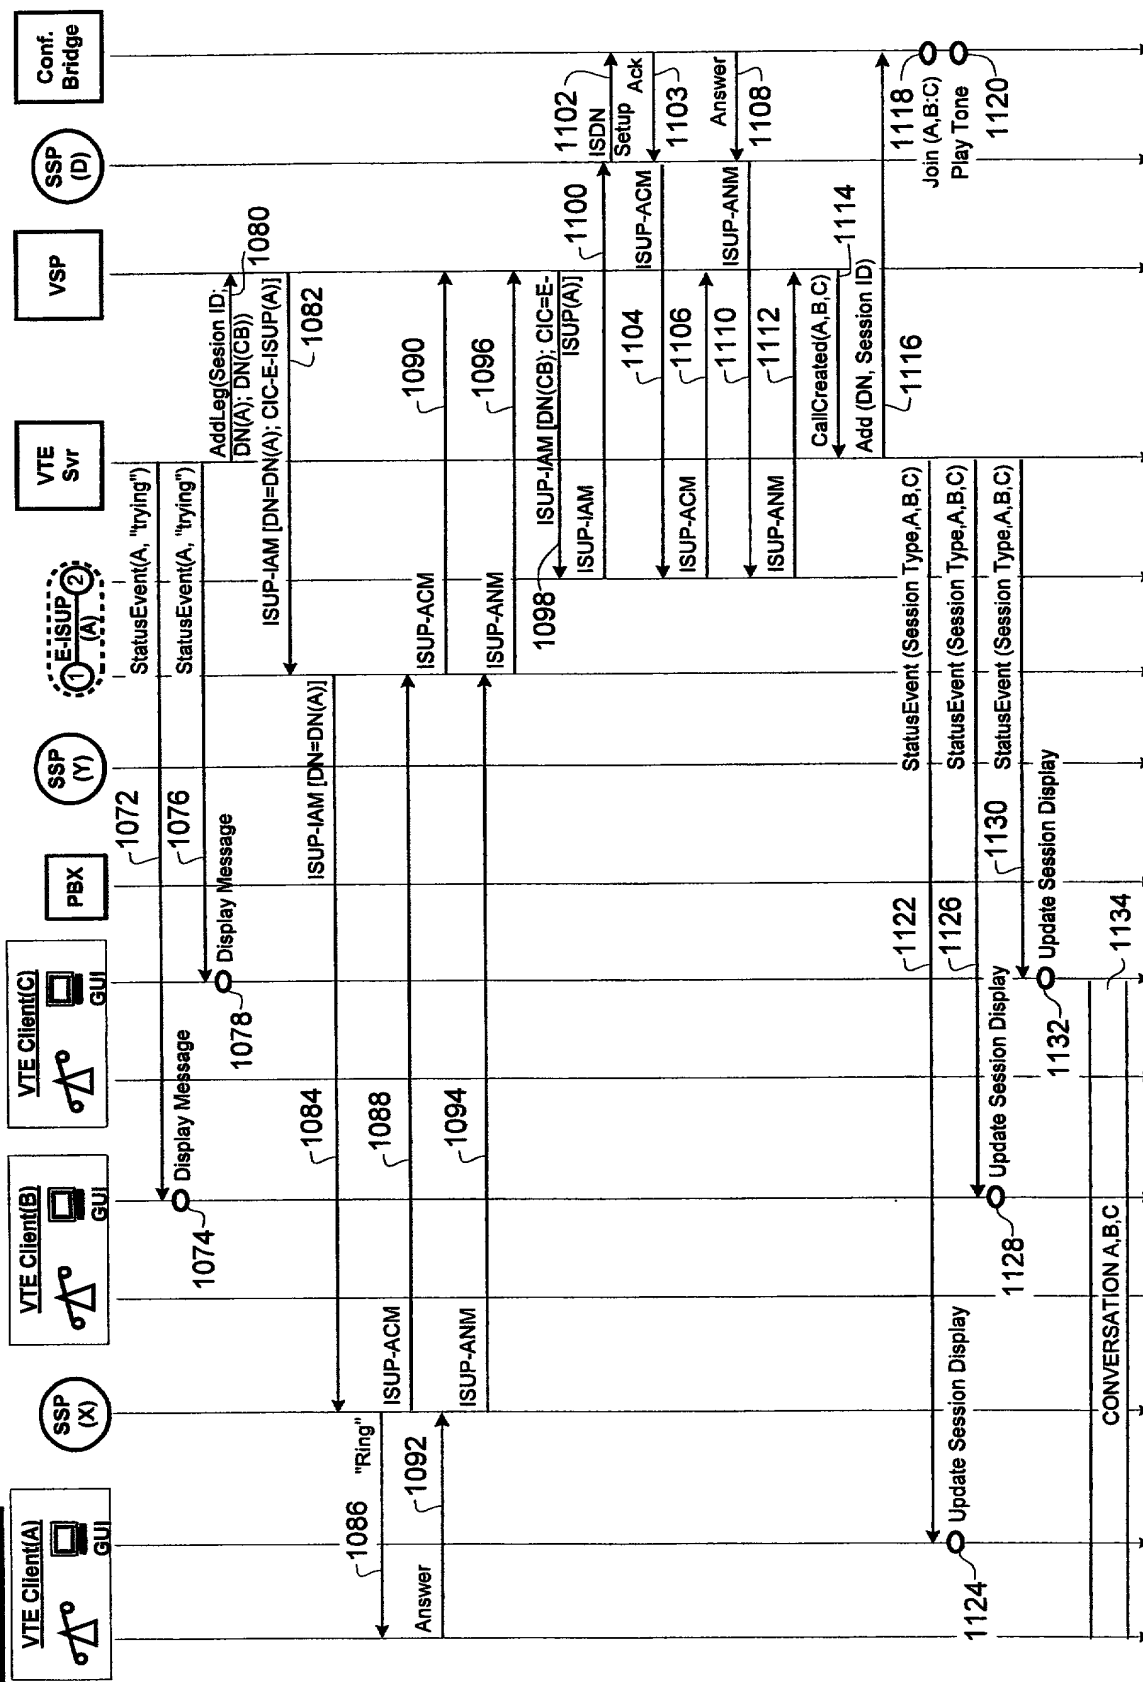 VTE Client(A)
GUI
SSP
(X)
VTE Client(B)
GUI
VTE Client(C)
GUI
PBX
SSP
(Y)
E-ISUP
1
2
(A)
VTE
Svr
VSP
SSP
(D)
Conf.
Bridge
1072
StatusEvent(A, "trying")
1074
Display Message
1076
StatusEvent(A, "trying")
1078
Display Message
AddLeg(Sesion ID;
DN(A); DN(CB))
1080
ISUP-IAM [DN=DN(A); CIC-E-ISUP(A)]
1082
1084
ISUP-IAM [DN=DN(A)]
1086
"Ring"
ISUP-ACM
1088
ISUP-ACM
1090
Answer
1092
ISUP-ANM
1094
ISUP-ANM
1096
1098
ISUP-IAM [DN(CB); CIC=E-
ISUP(A)]
ISUP-IAM
1100
ISDN
Setup
1102
Ack
1103
ISUP-ACM
1104
ISUP-ACM
1106
Answer
1108
ISUP-ANM
1110
ISUP-ANM
1112
CallCreated(A,B,C)
1114
Add (DN, Session ID)
1116
1118
Join (A,B:C)
Play Tone
1120
1122
StatusEvent (Session Type,A,B,C)
1124
Update Session Display
1126
StatusEvent (Session Type,A,B,C)
1128
Update Session Display
1130
StatusEvent (Session Type,A,B,C)
1132
Update Session Display
CONVERSATION A,B,C
1134